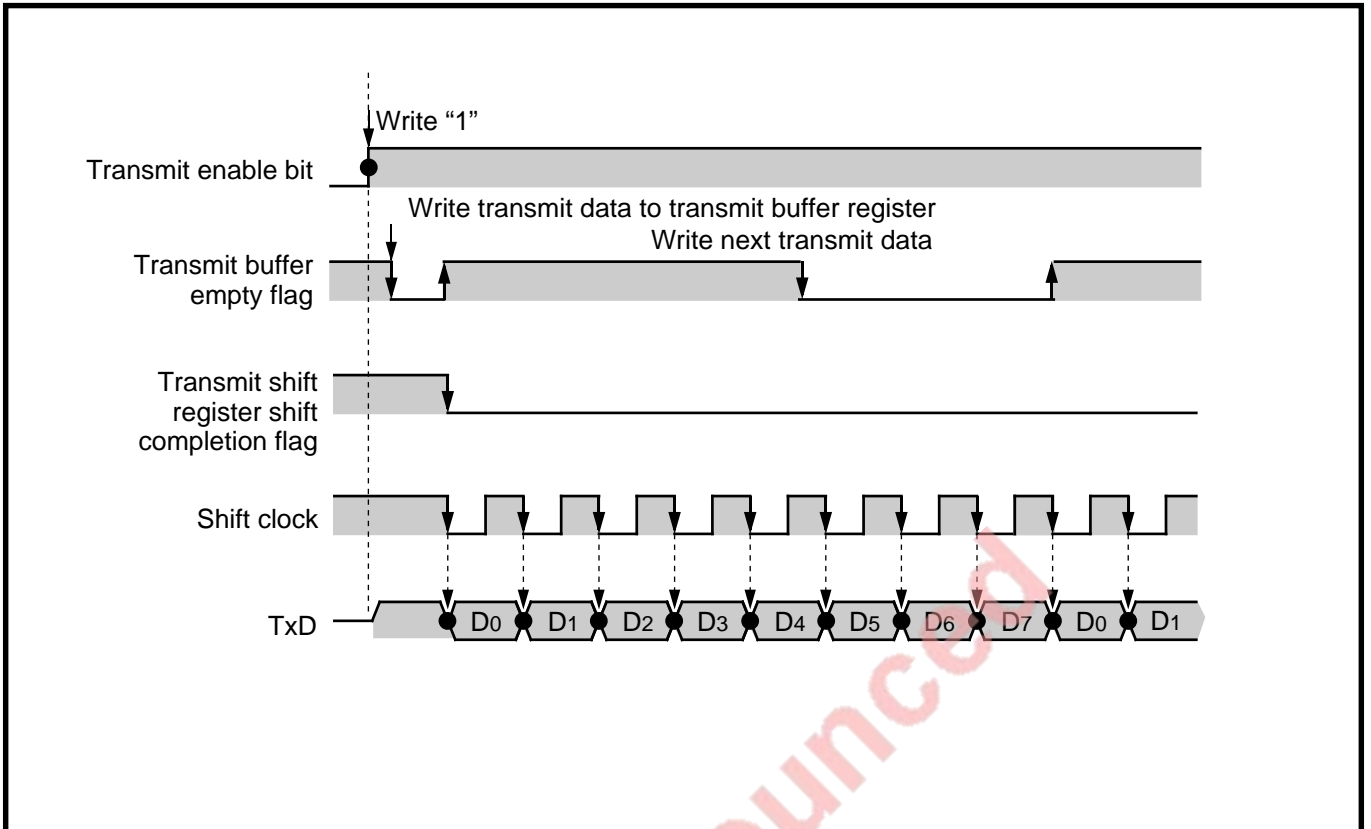 Write “1”
Transmit enable bit
Write transmit data to transmit buffer register
Write next transmit data
Transmit buffer
empty flag
Transmit shift
register shift
completion flag
Shift clock
TxD
D0 D1 D2 D3 D4 D5 D6 D7 D0 D1
ounced